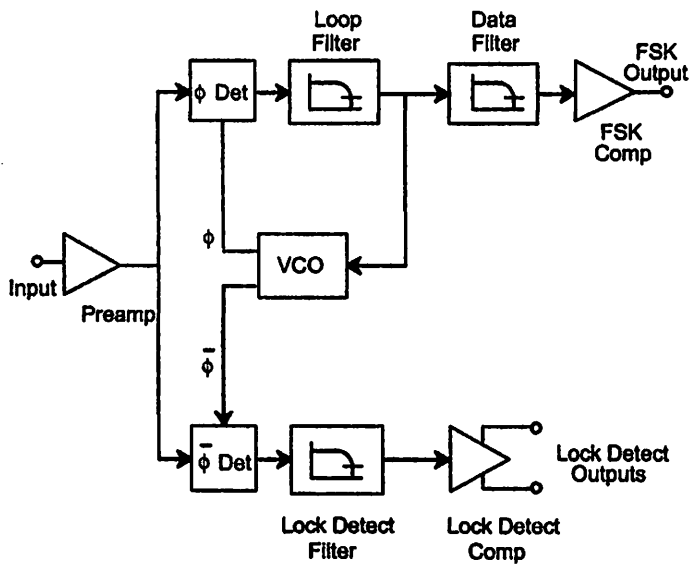 Loop
Filter
Data
Filter
FSK
Output
ϕ Det
FSK
Comp
ϕ
VCO
Input
Preamp
ϕ̅
ϕ̅ Det
Lock Detect
Outputs
Lock Detect
Filter
Lock Detect
Comp